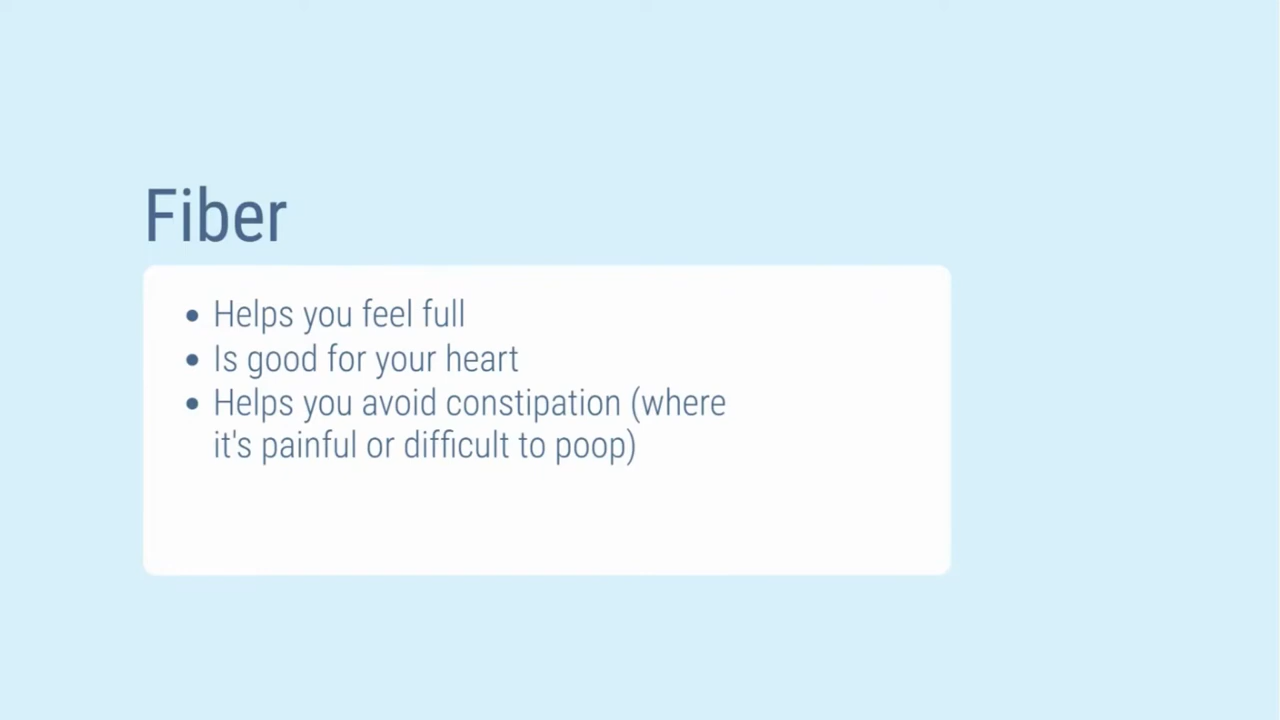 Fiber
• Helps you feel full
• Is good for your heart
• Helps you avoid constipation (where
it's painful or difficult to poop)